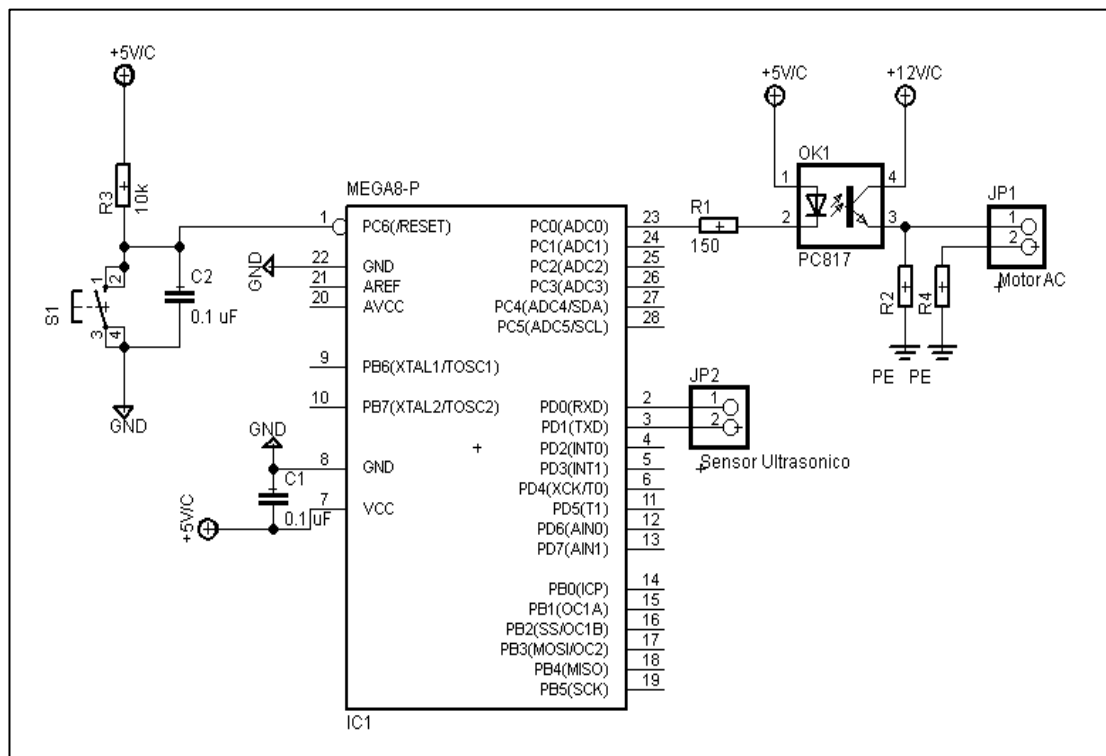 +5V/C
R3
10k
S1
1
2
3
4
C2
0.1 uF
GND
+5V/C
GND
C1
0.1 uF
MEGA8-P
1
PC6(/RESET)
GND
22
GND
21
AREF
20
AVCC
9
PB6(XTAL1/TOSC1)
10
PB7(XTAL2/TOSC2)
8
GND
7
VCC
PC0(ADC0)
23
PC1(ADC1)
24
PC2(ADC2)
25
PC3(ADC3)
26
PC4(ADC4/SDA)
27
PC5(ADC5/SCL)
28
PD0(RXD)
2
PD1(TXD)
3
PD2(INT0)
4
PD3(INT1)
5
PD4(XCK/T0)
6
PD5(T1)
11
PD6(AIN0)
12
PD7(AIN1)
13
PB0(ICP)
14
PB1(OC1A)
15
PB2(SS/OC1B)
16
PB3(MOSI/OC2)
17
PB4(MISO)
18
PB5(SCK)
19
IC1
R1
150
+5V/C
+12V/C
OK1
1
2
4
3
PC817
JP1
1
2
Motor AC
R2
R4
PE
PE
JP2
1
2
Sensor Ultrasonico